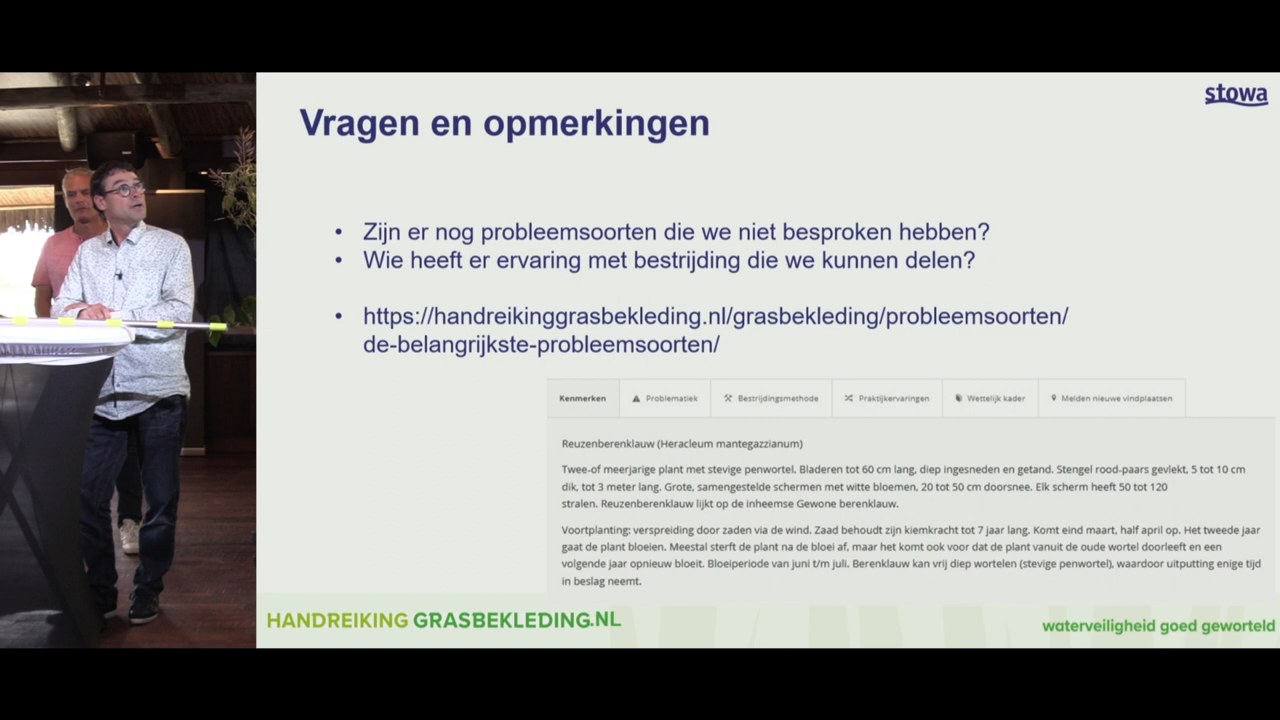 stowa
Vragen en opmerkingen
• Zijn er nog probleemsoorten die we niet besproken hebben?
• Wie heeft er ervaring met bestrijding die we kunnen delen?
• https://handreikinggrasbekleding.nl/grasbekleding/probleemsoorten/
de-belangrijkste-probleemsoorten/
Kenmerken Problematiek Bestrijdingsmethode Praktijkervaringen Wettelijk kader Melden nieuwe vindplaatsen
Reuzenberenklauw (Heracleum mantegazzianum)
Twee-of meerjarige plant met stevige penwortel. Bladeren tot 60 cm lang, diep ingesneden en getand. Stengel rood-paars gevlekt, 5 tot 10 cm
dik, tot 3 meter lang. Grote, samengestelde schermen met witte bloemen, 20 tot 50 cm doorsnee. Elk scherm heeft 50 tot 120
stralen. Reuzenberenklauw lijkt op de inheemse Gewone berenklauw.
Voortplanting: verspreiding door zaden via de wind. Zaad behoudt zijn kiemkracht tot 7 jaar lang. Komt eind maart, half april op. Het tweede jaar
gaat de plant bloeien. Meestal sterft de plant na de bloei af, maar het komt ook voor dat de plant vanuit de oude wortel doorleeft en een
volgende jaar opnieuw bloeit. Bloeiperiode van juni t/m juli. Berenklauw kan vrij diep wortelen (stevige penwortel), waardoor uitputting enige tijd
in beslag neemt.
HANDREIKING GRASBEKLEDING.NL
waterveiligheid goed geworteld